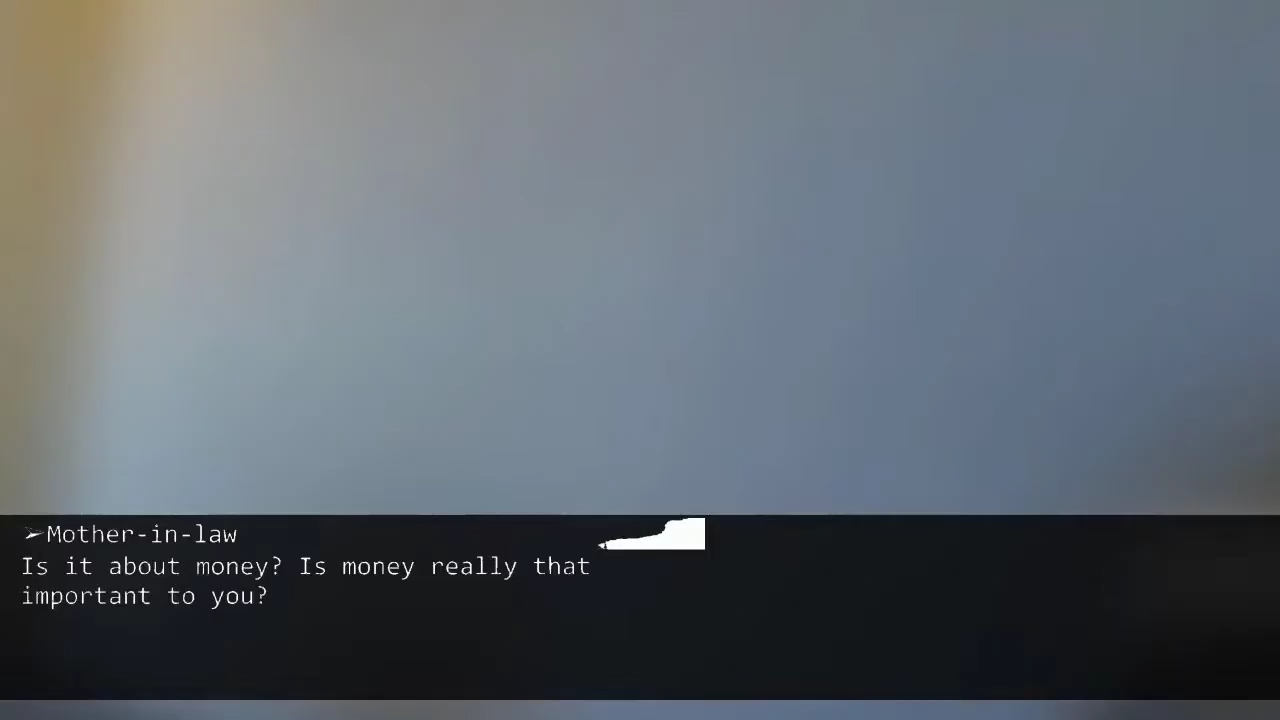 ➢Mother-in-law
Is it about money? Is money really that
important to you?